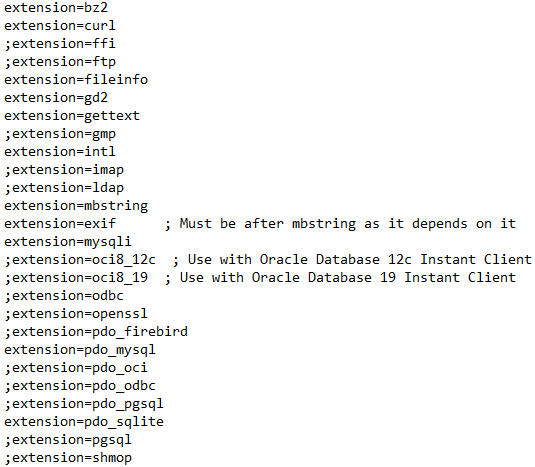 extension=bz2
extension=curl
;extension=ffi
;extension=ftp
extension=fileinfo
extension=gd2
extension=gettext
;extension=gmp
extension=intl
;extension=imap
;extension=ldap
extension=mbstring
extension=exif      ; Must be after mbstring as it depends on it
extension=mysqli
;extension=oci8_12c  ; Use with Oracle Database 12c Instant Client
;extension=oci8_19  ; Use with Oracle Database 19 Instant Client
;extension=odbc
;extension=openssl
;extension=pdo_firebird
extension=pdo_mysql
;extension=pdo_oci
;extension=pdo_odbc
;extension=pdo_pgsql
extension=pdo_sqlite
;extension=pgsql
;extension=shmop